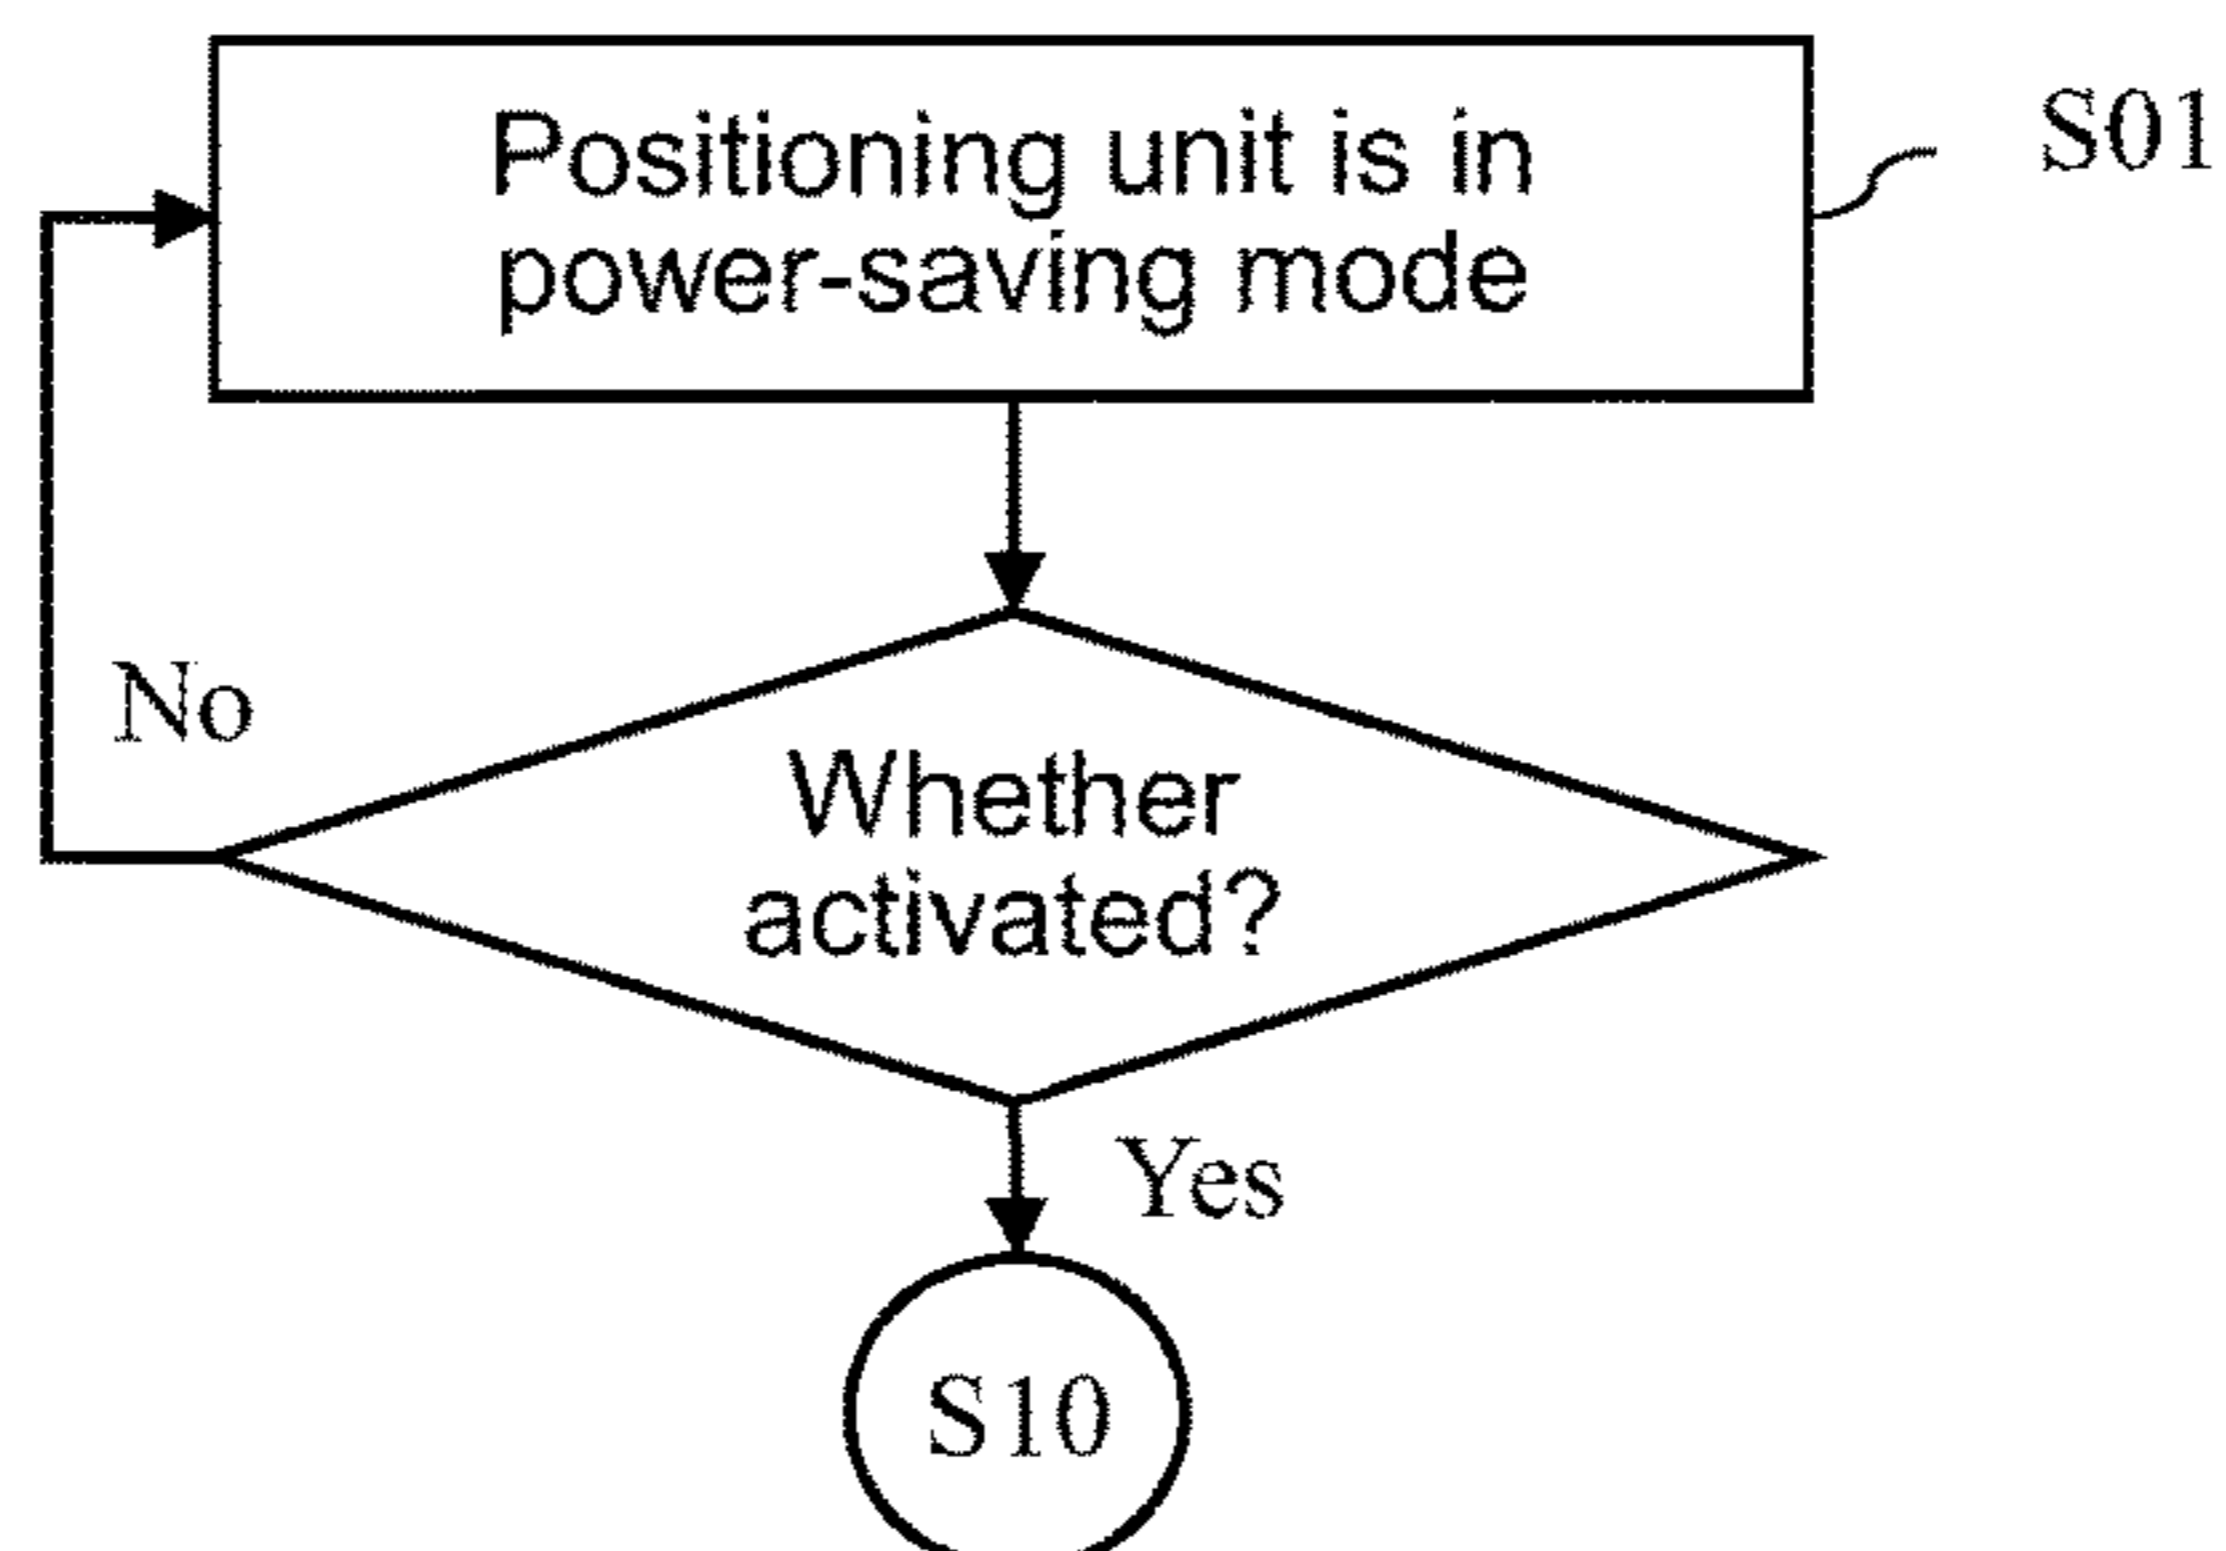 Positioning unit is in
power-saving mode
S01
No
Whether
activated?
Yes
S10